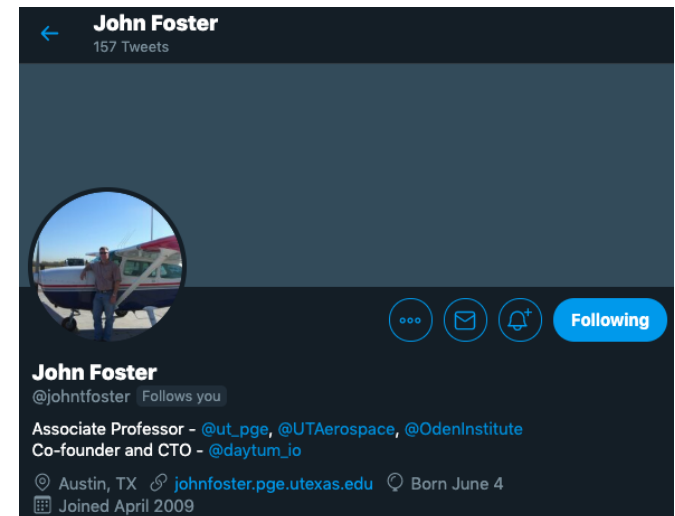 John Foster
157 Tweets
Following
John Foster
@johntfoster Follows you
Associate Professor - @ut_pge, @UTAerospace, @OdenInstitute
Co-founder and CTO - @daytum_io
Austin, TX johnfoster.pge.utexas.edu Born June 4
Joined April 2009